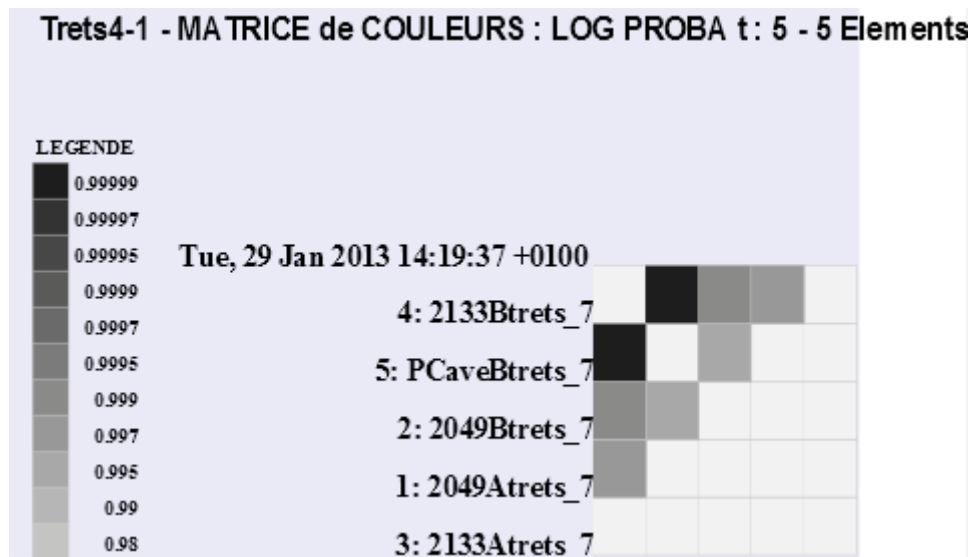 Trets4-1 - MATRICE de COULEURS : LOG PROBA t: 5 - 5 Elements
LEGENDE
0.99999
0.99997
0.99995
0.9999
0.9997
0.9995
0.999
0.997
0.995
0.99
0.98
Tue, 29 Jan 2013 14:19:37 +0100
4: 2133Btrets_7
5: PCaveBtrets_7
2: 2049Btrets_7
1: 2049Atrets_7
3: 2133Atrets_7